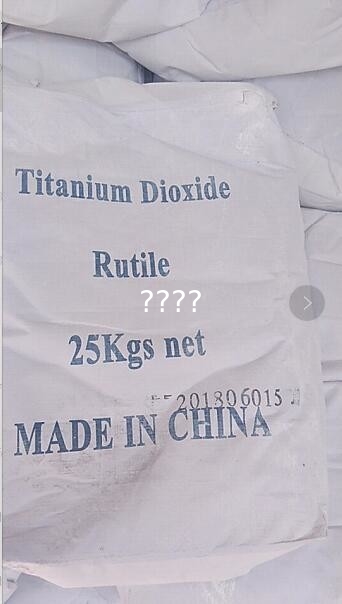 Titanium Dioxide
Rutile
????
25Kgs net
201806015
MADE IN CHINA